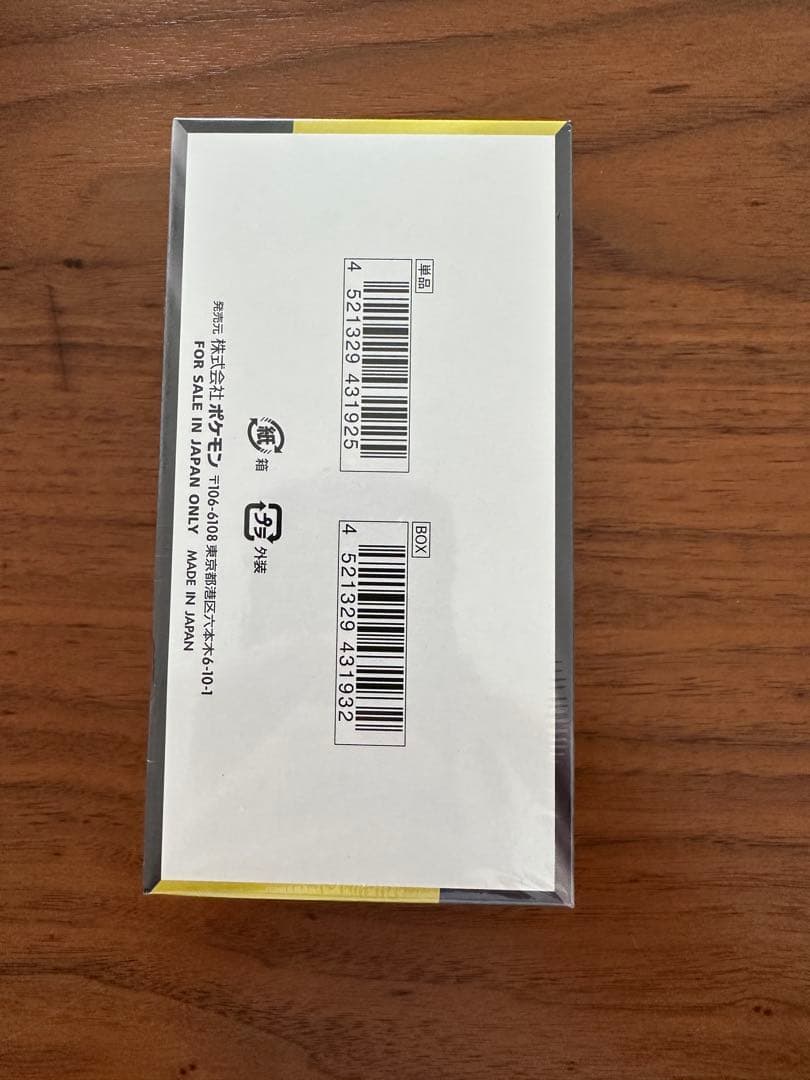 単品
4 521329 431925
BOX
4 521329 431932
紙 箱
プラ 外装
発売元 株式会社ポケモン 〒106-6108 東京都港区六本木6-10-1
FOR SALE IN JAPAN ONLY MADE IN JAPAN